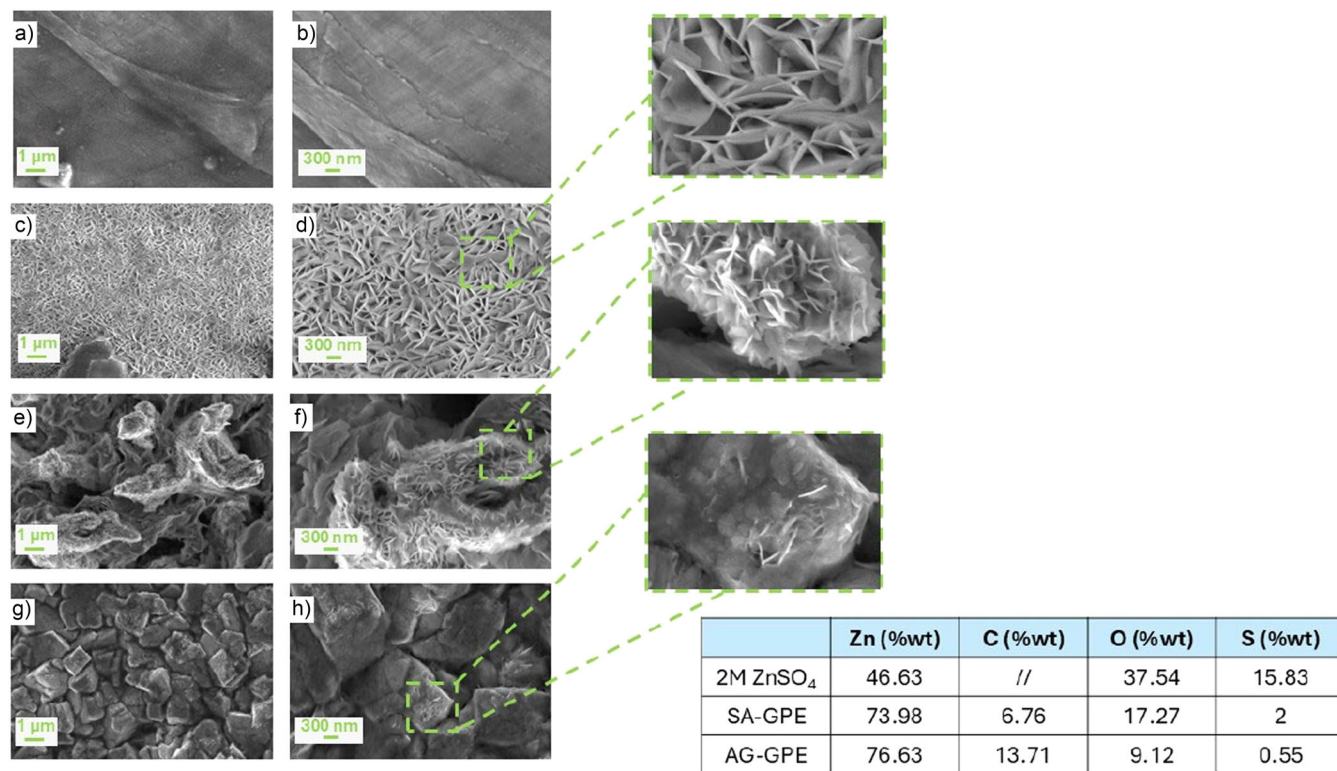 a)
1 µm
b)
300 nm
c)
1 µm
d)
300 nm
e)
1 µm
f)
300 nm
g)
1 µm
h)
300 nm
Zn (%wt) C (%wt) O (%wt) S (%wt)
2M ZnSO₄ 46.63 // 37.54 15.83
SA-GPE 73.98 6.76 17.27 2
AG-GPE 76.63 13.71 9.12 0.55